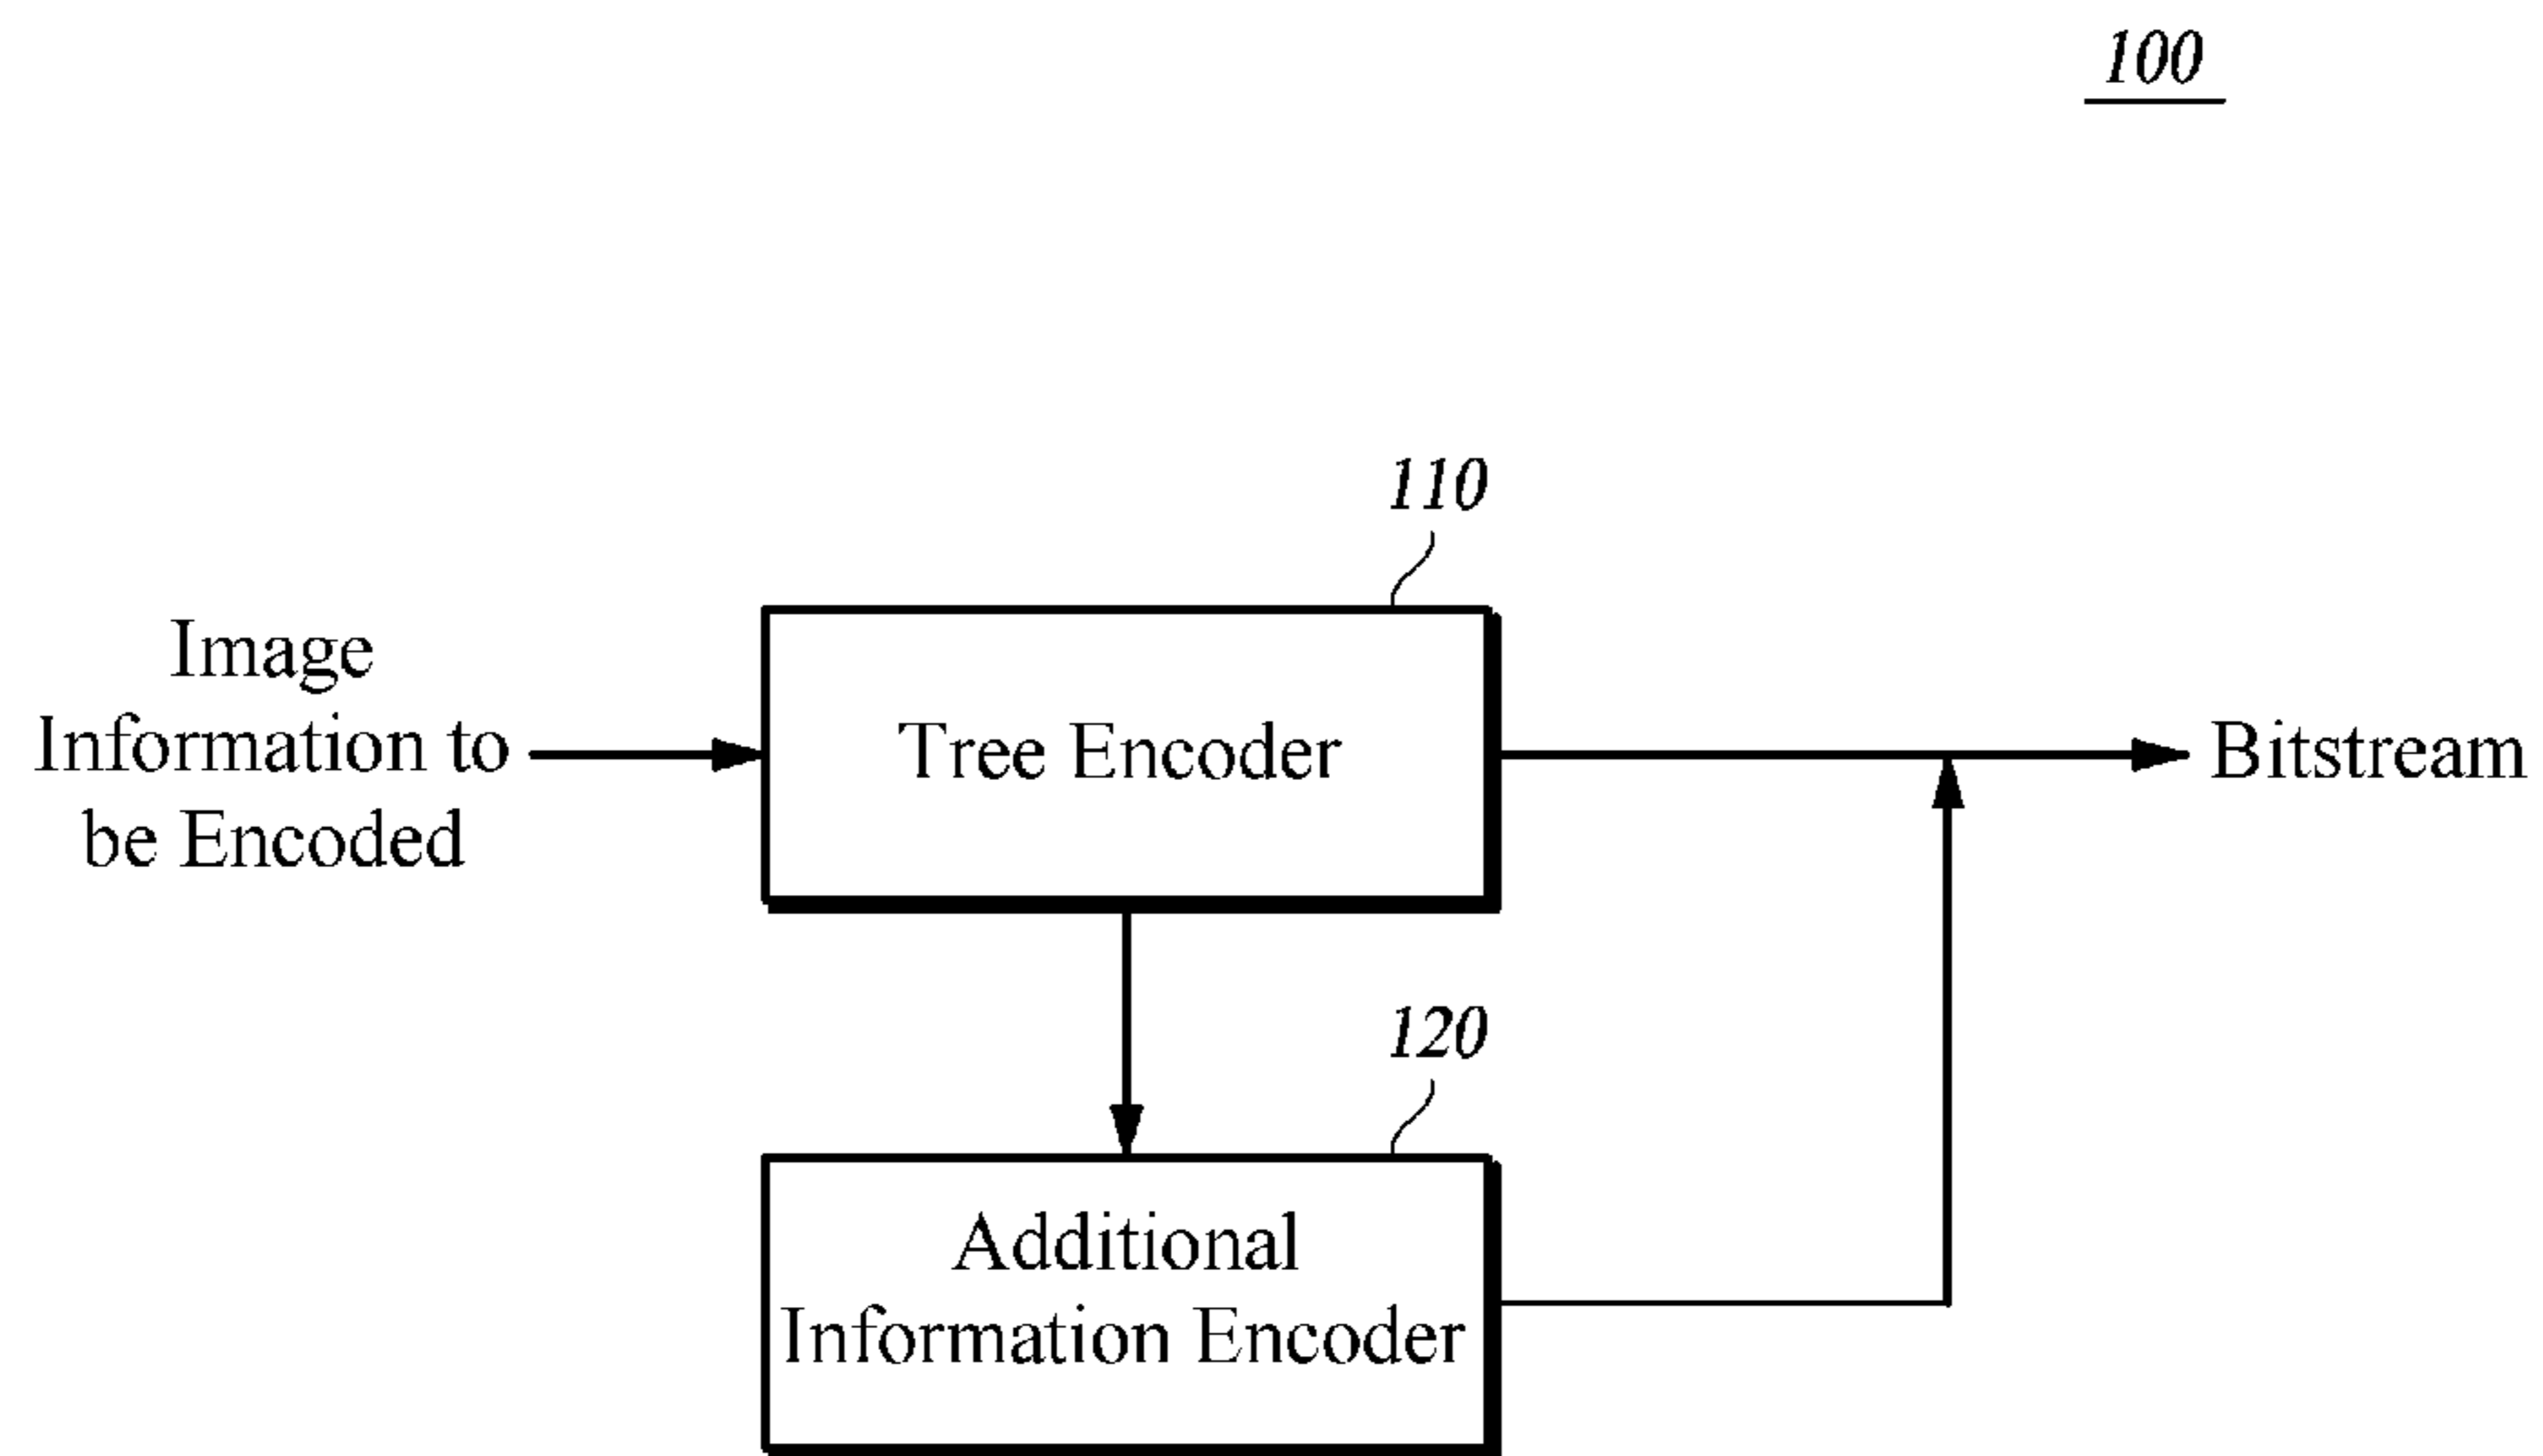 100
110
Image
Information to
be Encoded
Tree Encoder
Bitstream
120
Additional
Information Encoder